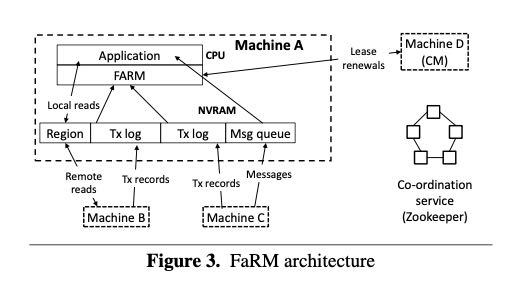 Machine A
Application
CPU
FARM
Lease
renewals
Machine D
(CM)
Local reads
NVRAM
Region
Tx log
Tx log
Msg queue
Remote
reads
Tx records
Tx records
Messages
Machine B
Machine C
Co-ordination
service
(Zookeeper)
Figure 3. FaRM architecture